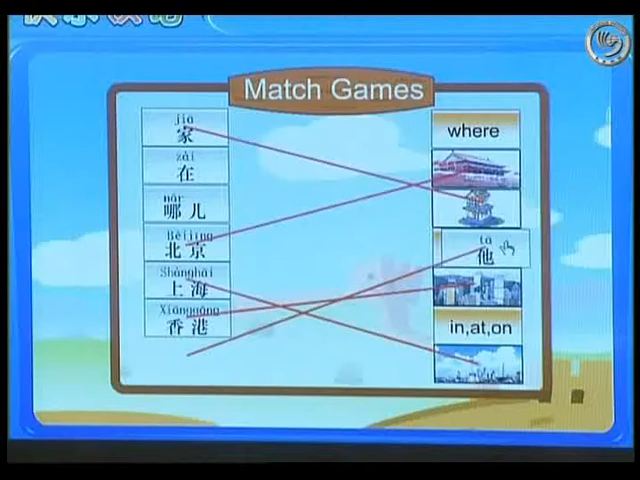 Match Games
jiā
家
zài
在
nǎr
哪儿
Běijīng
北京
Shànghǎi
上海
Xiānggǎng
香港
where
tā
他
in,at,on